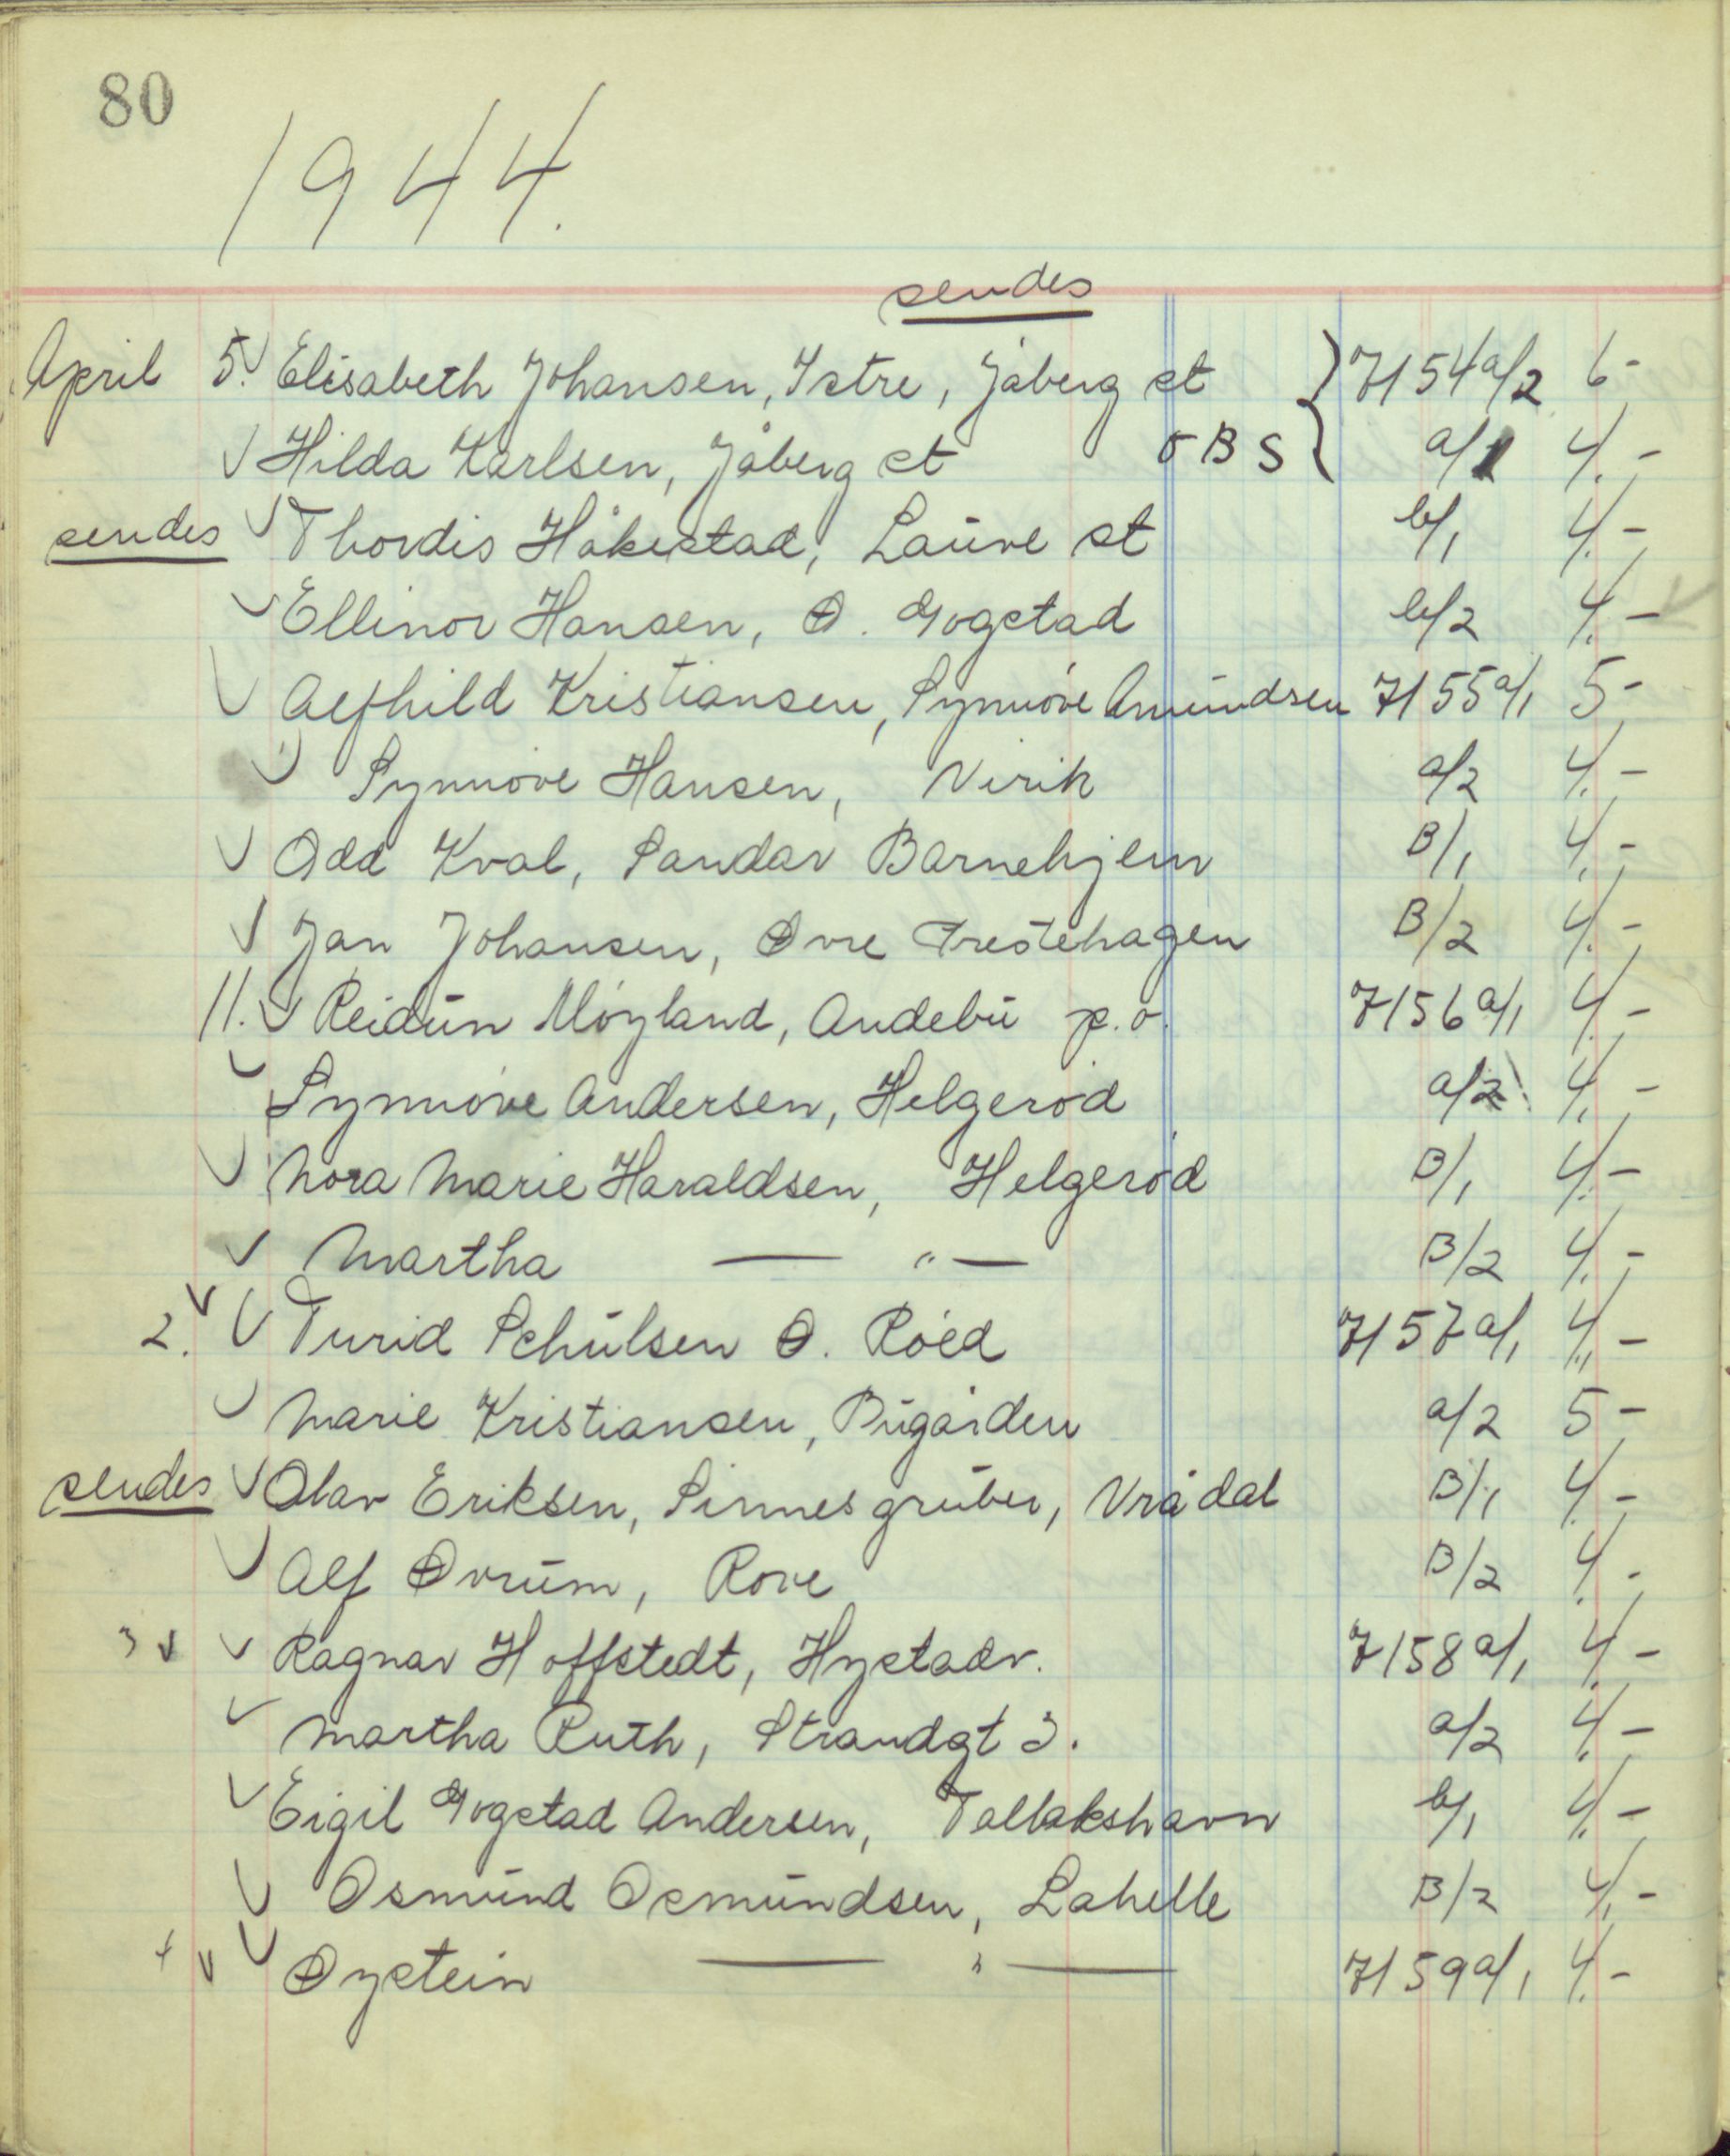 80
1944.
sendes
April 5. Elisabeth Johansen, Istre, Jåberg st 7154 a/2 6-
Hilda Karlsen, Jåberg st OBS a/1 4.-
sendes Thordis Håkestad, Lauve st b/1 4.-
Ellinor Hansen, Ø. Gogstad b/2 4.-
Alfhild Kristiansen, Synnøve Amundsen 7155 a/1 5-
Synnøve Hansen, Virik a/2 4.-
Odd Kval, Sandar Barnehjem B/1 4.-
Jan Johansen, Øvre Prestehagen B/2 4.-
11. Reidun Møyland, Andebu p.o. 7156 a/1 4.-
Synnøve Andersen, Helgerød a/2 4.-
Nora Marie Haraldsen, Helgerød B/1 4.-
Martha — " — B/2 4.-
2. Turid Schulsen Ø. Röed 7157 a/1 4.-
Marie Kristiansen, Bugården a/2 5-
sendes Olav Eriksen, Sinnes gruber, Vrådal B/1 4.-
Alf Øvrum, Rove B/2 4.-
3 Ragnar Hoffstedt, Hystadv. 7158 a/1 4.-
Martha Ruth, Strandgt 3. a/2 4.-
Eigil Gogstad Andersen, Tallakshavn b/1 4.-
Osmund Osmundsen, Lahelle B/2 4.-
4 Øystein — " — 7159 a/1 4.-